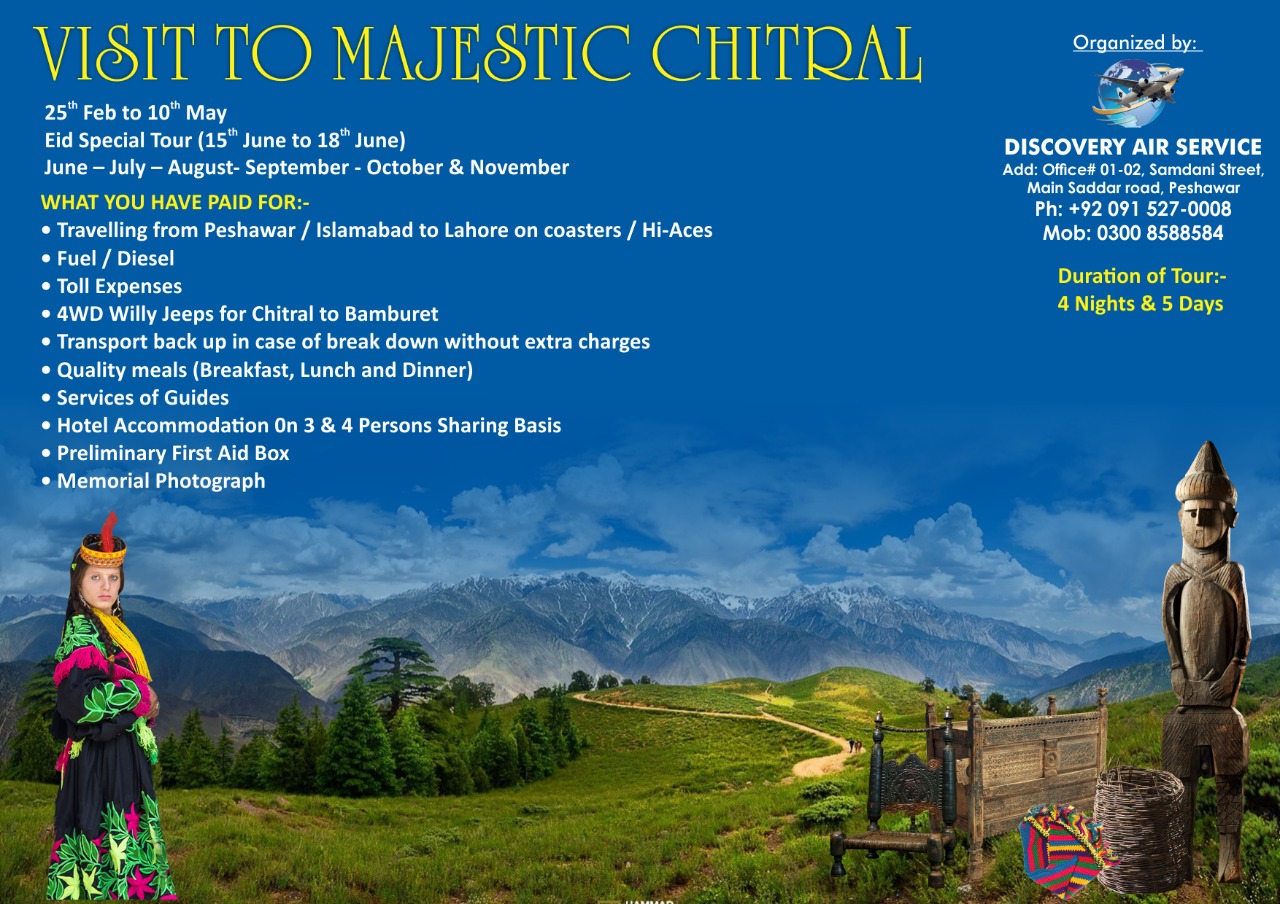 VISIT TO MAJESTIC CHITRAL
25th Feb to 10th May
Eid Special Tour (15th June to 18th June)
June – July – August- September - October & November
WHAT YOU HAVE PAID FOR:-
• Travelling from Peshawar / Islamabad to Lahore on coasters / Hi-Aces
• Fuel / Diesel
• Toll Expenses
• 4WD Willy Jeeps for Chitral to Bamburet
• Transport back up in case of break down without extra charges
• Quality meals (Breakfast, Lunch and Dinner)
• Services of Guides
• Hotel Accommodation 0n 3 & 4 Persons Sharing Basis
• Preliminary First Aid Box
• Memorial Photograph
Organized by:
DISCOVERY AIR SERVICE
Add: Office# 01-02, Samdani Street,
Main Saddar road, Peshawar
Ph: +92 091 527-0008
Mob: 0300 8588584
Duration of Tour:-
4 Nights & 5 Days